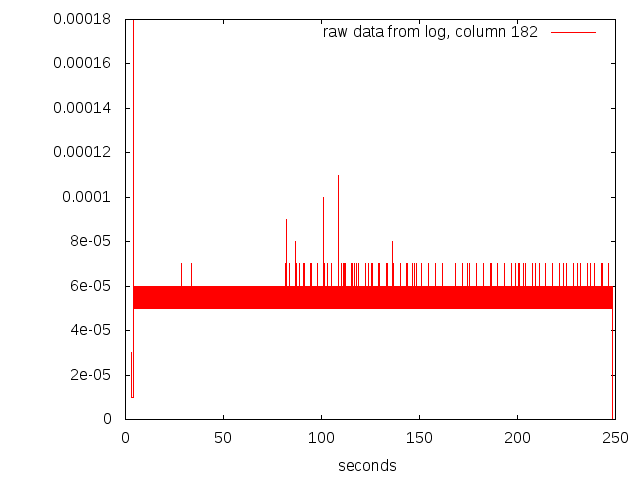 raw data from log, column 182
0.00018
0.00016
0.00014
0.00012
0.0001
8e-05
6e-05
4e-05
2e-05
0
0 50 100 150 200 250
seconds